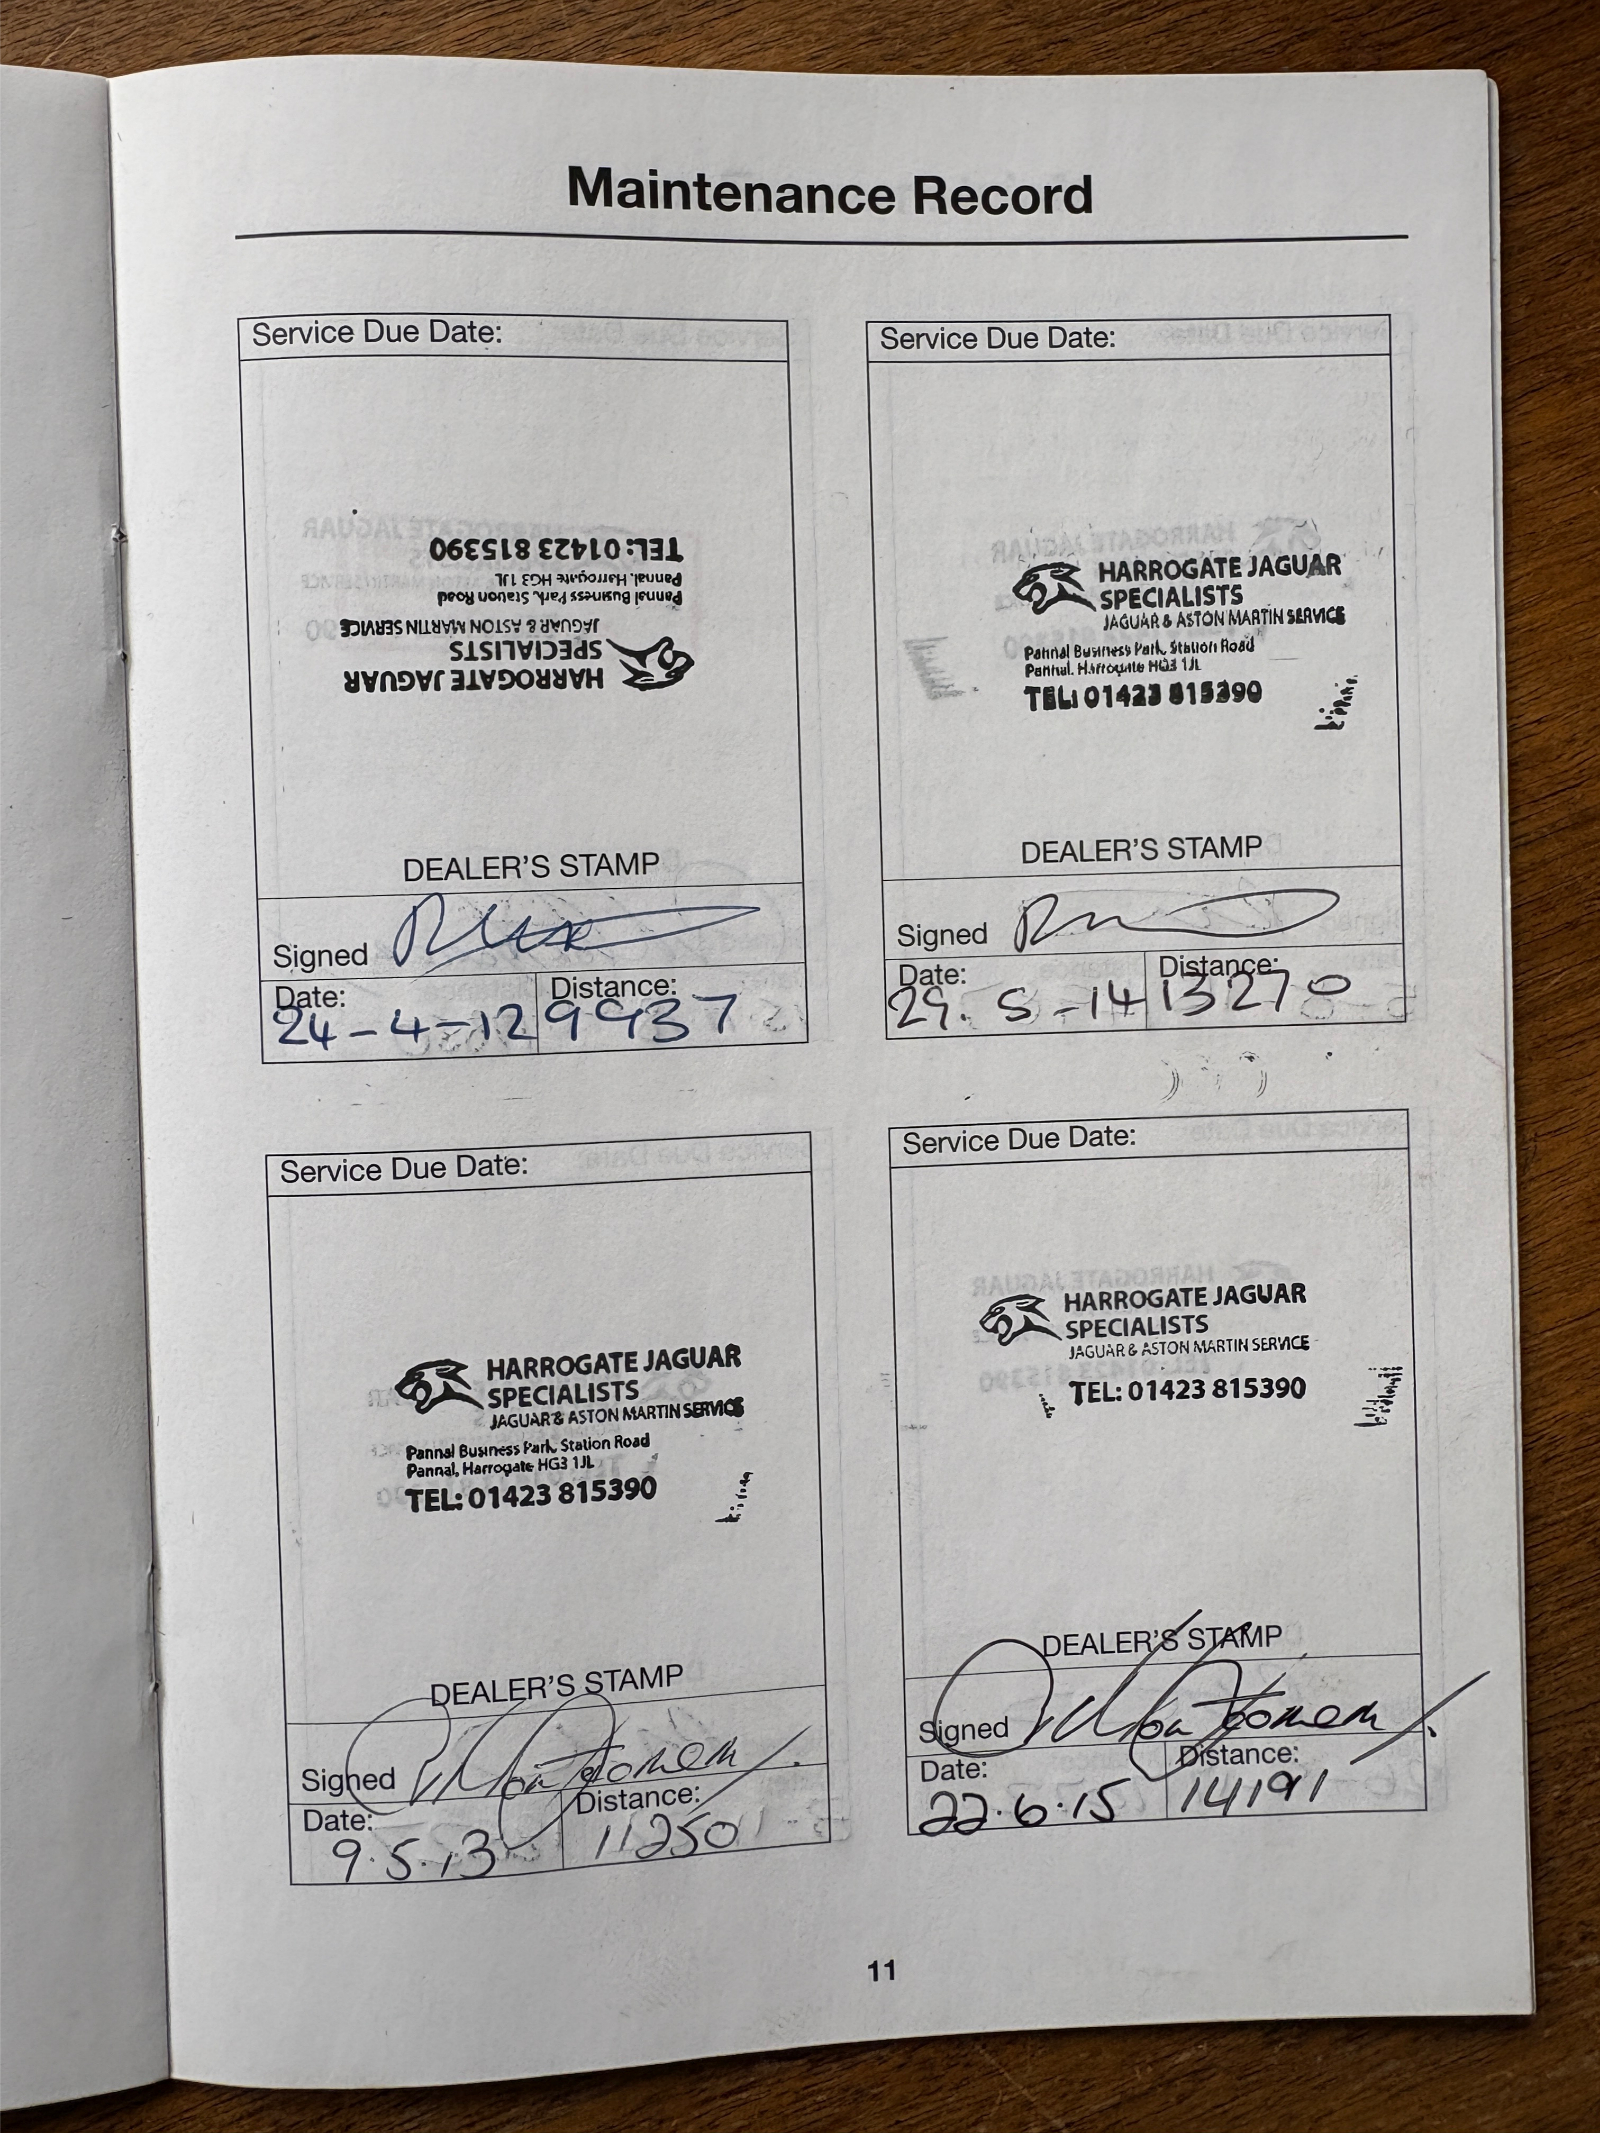 Maintenance Record
Service Due Date:
HARROGATE JAGUAR
SPECIALISTS
JAGUAR & ASTON MARTIN SERVICE
Pannal Business Park, Station Road
Pannal, Harrogate HG3 1JL
TEL: 01423 815390
DEALER'S STAMP
Signed
Date: Distance:
24-4-12 9937
Service Due Date:
HARROGATE JAGUAR
SPECIALISTS
JAGUAR & ASTON MARTIN SERVICE
Pannal Business Park, Station Road
Pannal, Harrogate HG3 1JL
TEL: 01423 815390
DEALER'S STAMP
Signed
Date: Distance:
29.5-14 13270
Service Due Date:
HARROGATE JAGUAR
SPECIALISTS
JAGUAR & ASTON MARTIN SERVICE
Pannal Business Park, Station Road
Pannal, Harrogate HG3 1JL
TEL: 01423 815390
DEALER'S STAMP
Signed
Date: Distance:
9.5.13 11250
Service Due Date:
HARROGATE JAGUAR
SPECIALISTS
JAGUAR & ASTON MARTIN SERVICE
TEL: 01423 815390
DEALER'S STAMP
Signed
Date: Distance:
22.6.15 14191
11